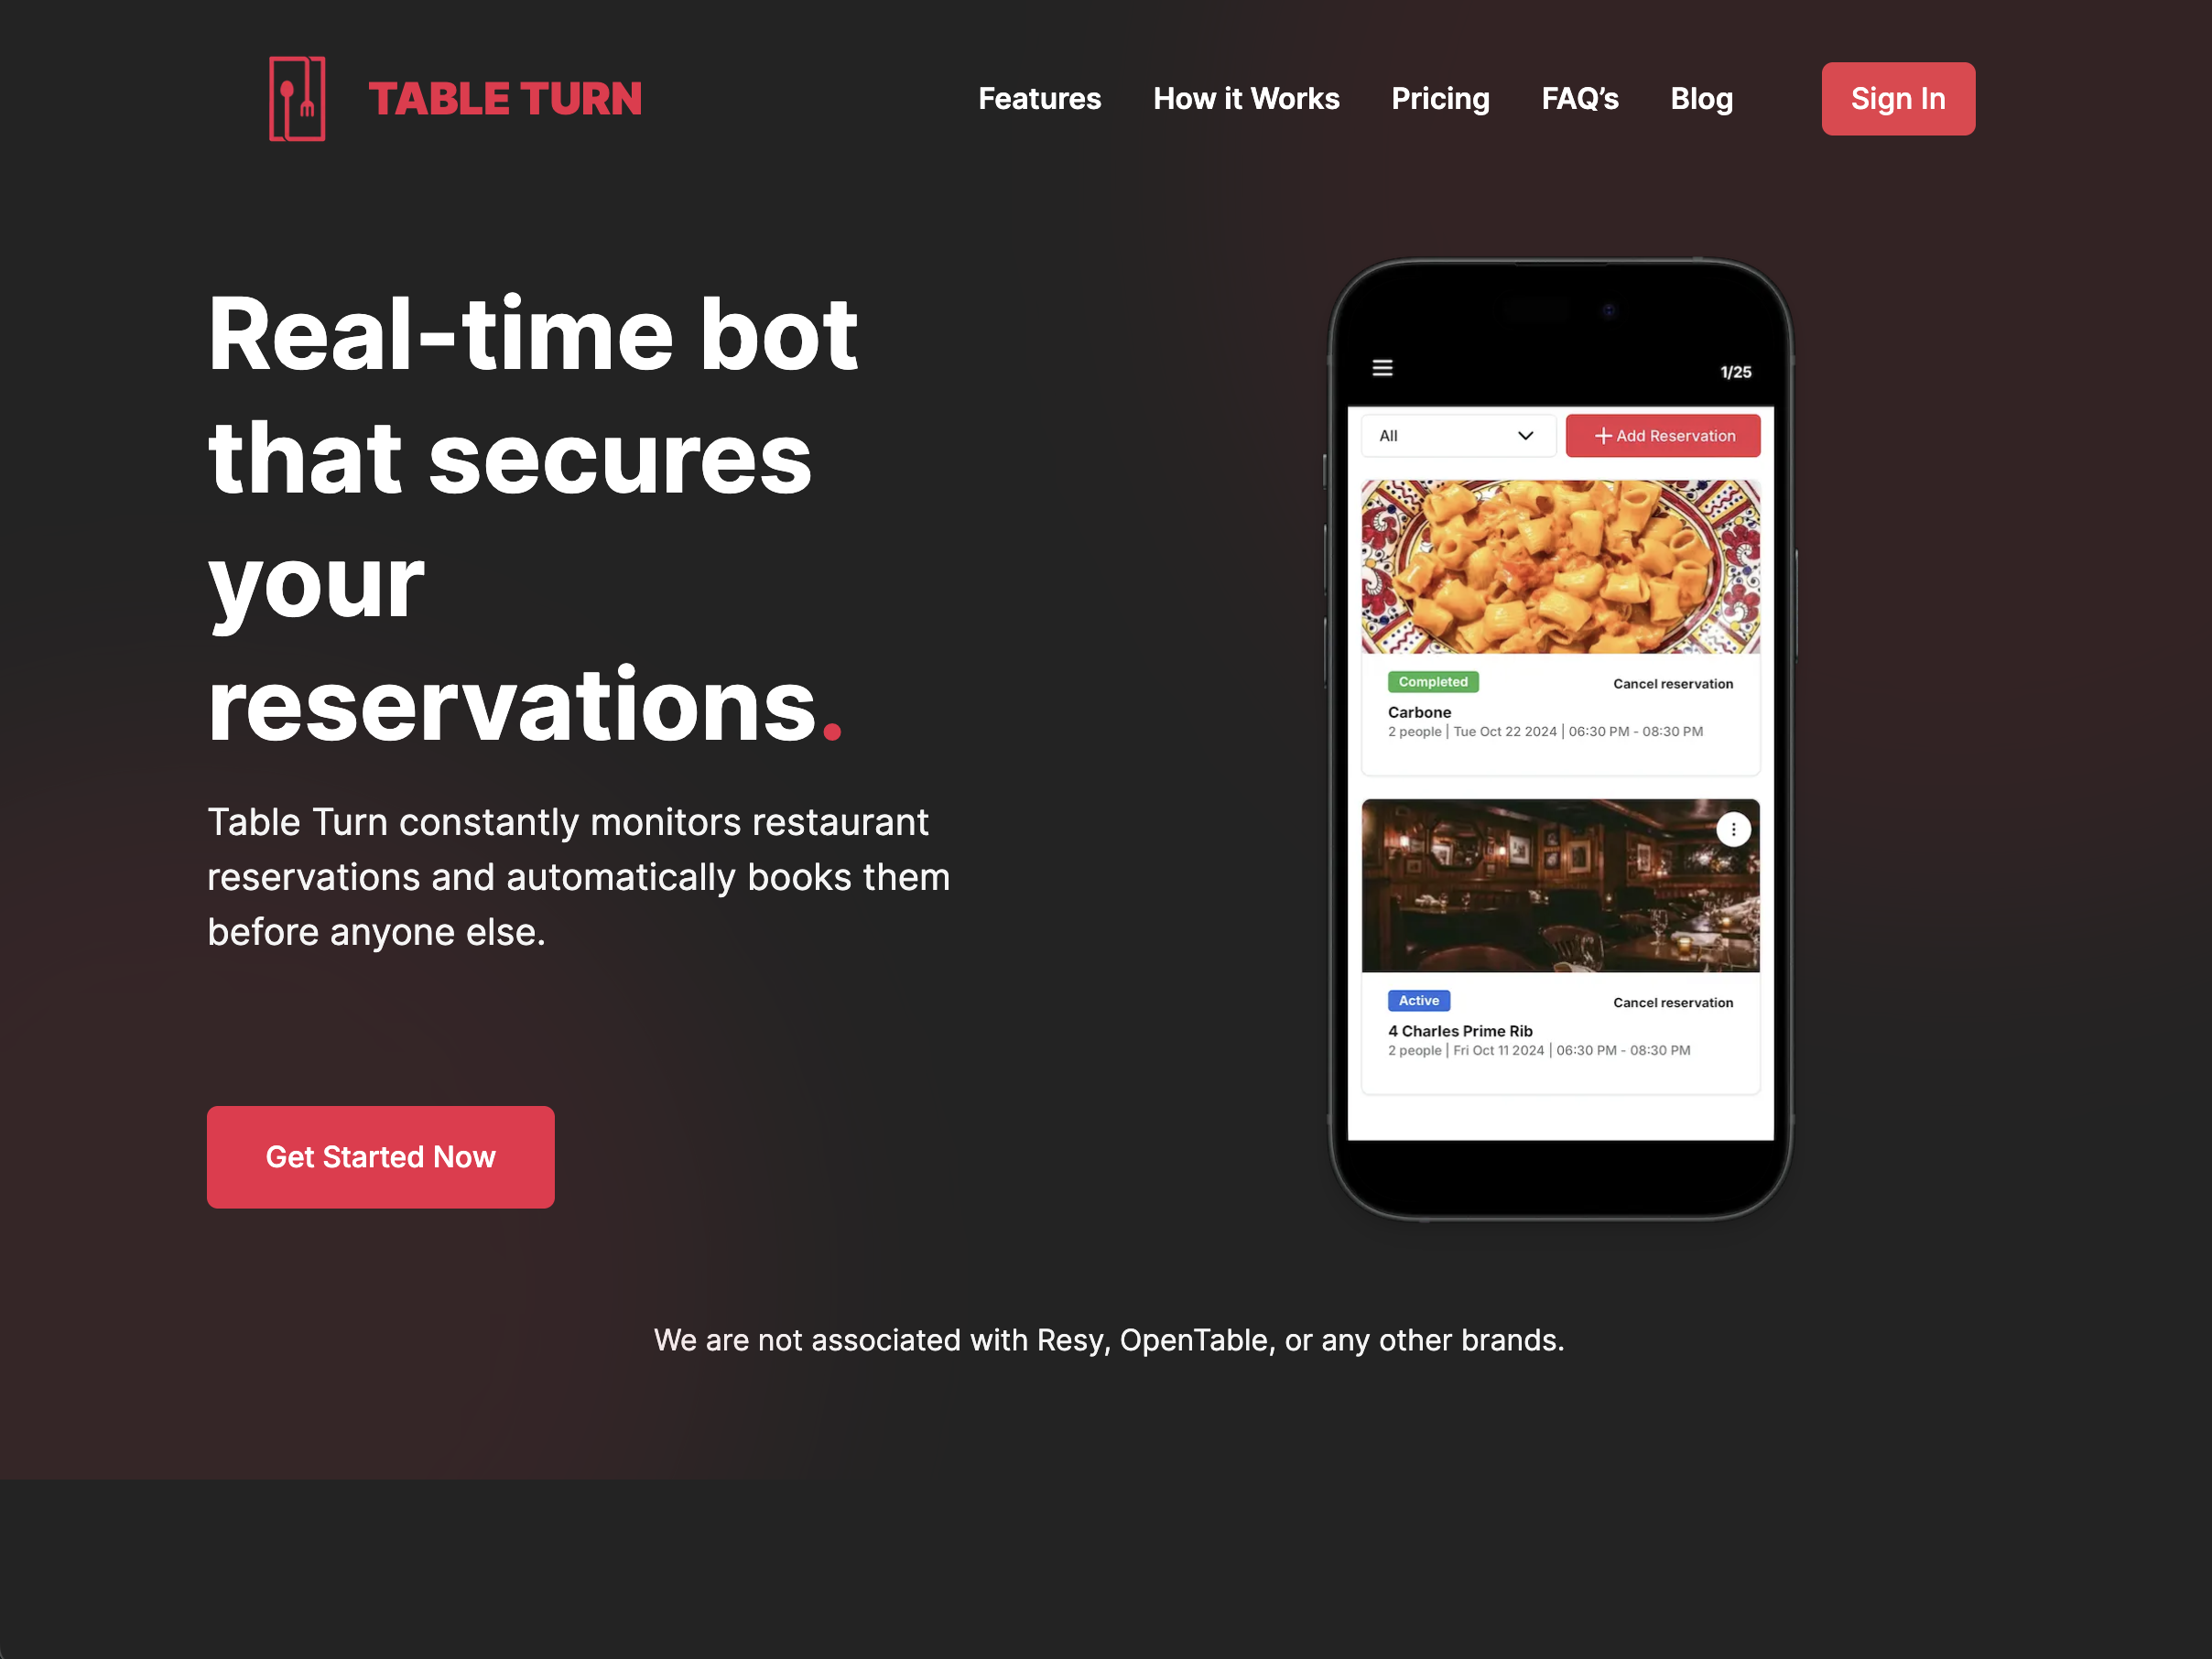 TABLE TURN
Features
How it Works
Pricing
FAQ’s
Blog
Sign In
Real-time bot
that secures
your
reservations.
Table Turn constantly monitors restaurant
reservations and automatically books them
before anyone else.
Get Started Now
1/25
All
Add Reservation
Completed
Cancel reservation
Carbone
2 people | Tue Oct 22 2024 | 06:30 PM - 08:30 PM
Active
Cancel reservation
4 Charles Prime Rib
2 people | Fri Oct 11 2024 | 06:30 PM - 08:30 PM
We are not associated with Resy, OpenTable, or any other brands.